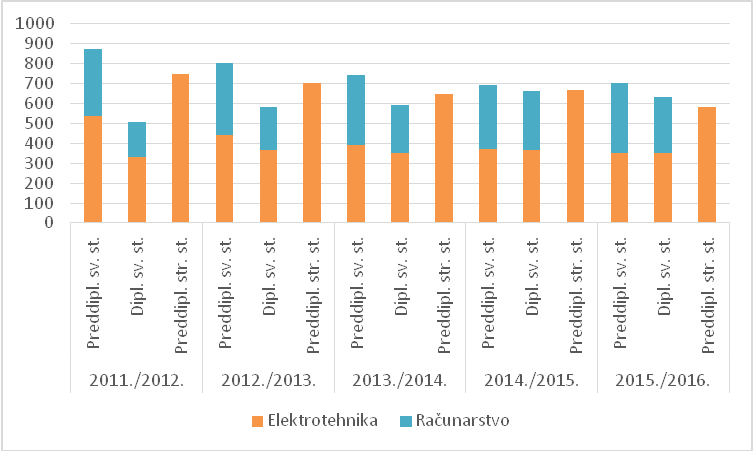 1000
900
800
700
600
500
400
300
200
100
0
Preddipl. sv. st.
Dipl. sv. st.
Preddipl. str. st.
Preddipl. sv. st.
Dipl. sv. st.
Preddipl. str. st.
Preddipl. sv. st.
Dipl. sv. st.
Preddipl. str. st.
Preddipl. sv. st.
Dipl. sv. st.
Preddipl. str. st.
Preddipl. sv. st.
Dipl. sv. st.
Preddipl. str. st.
2011./2012. 2012./2013. 2013./2014. 2014./2015. 2015./2016.
Elektrotehnika Računarstvo